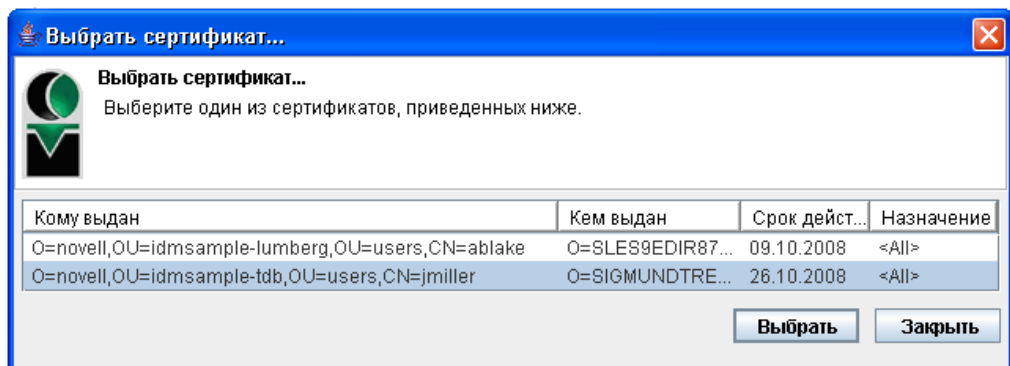 Выбрать сертификат...
Выбрать сертификат...
Выберите один из сертификатов, приведенных ниже.
Кому выдан Кем выдан Срок дейст... Назначение
O=novell,OU=idmsample-lumberg,OU=users,CN=ablake O=SLES9EDIR87... 09.10.2008 <All>
O=novell,OU=idmsample-tdb,OU=users,CN=jmiller O=SIGMUNDTRE... 26.10.2008 <All>
Выбрать Закрыть